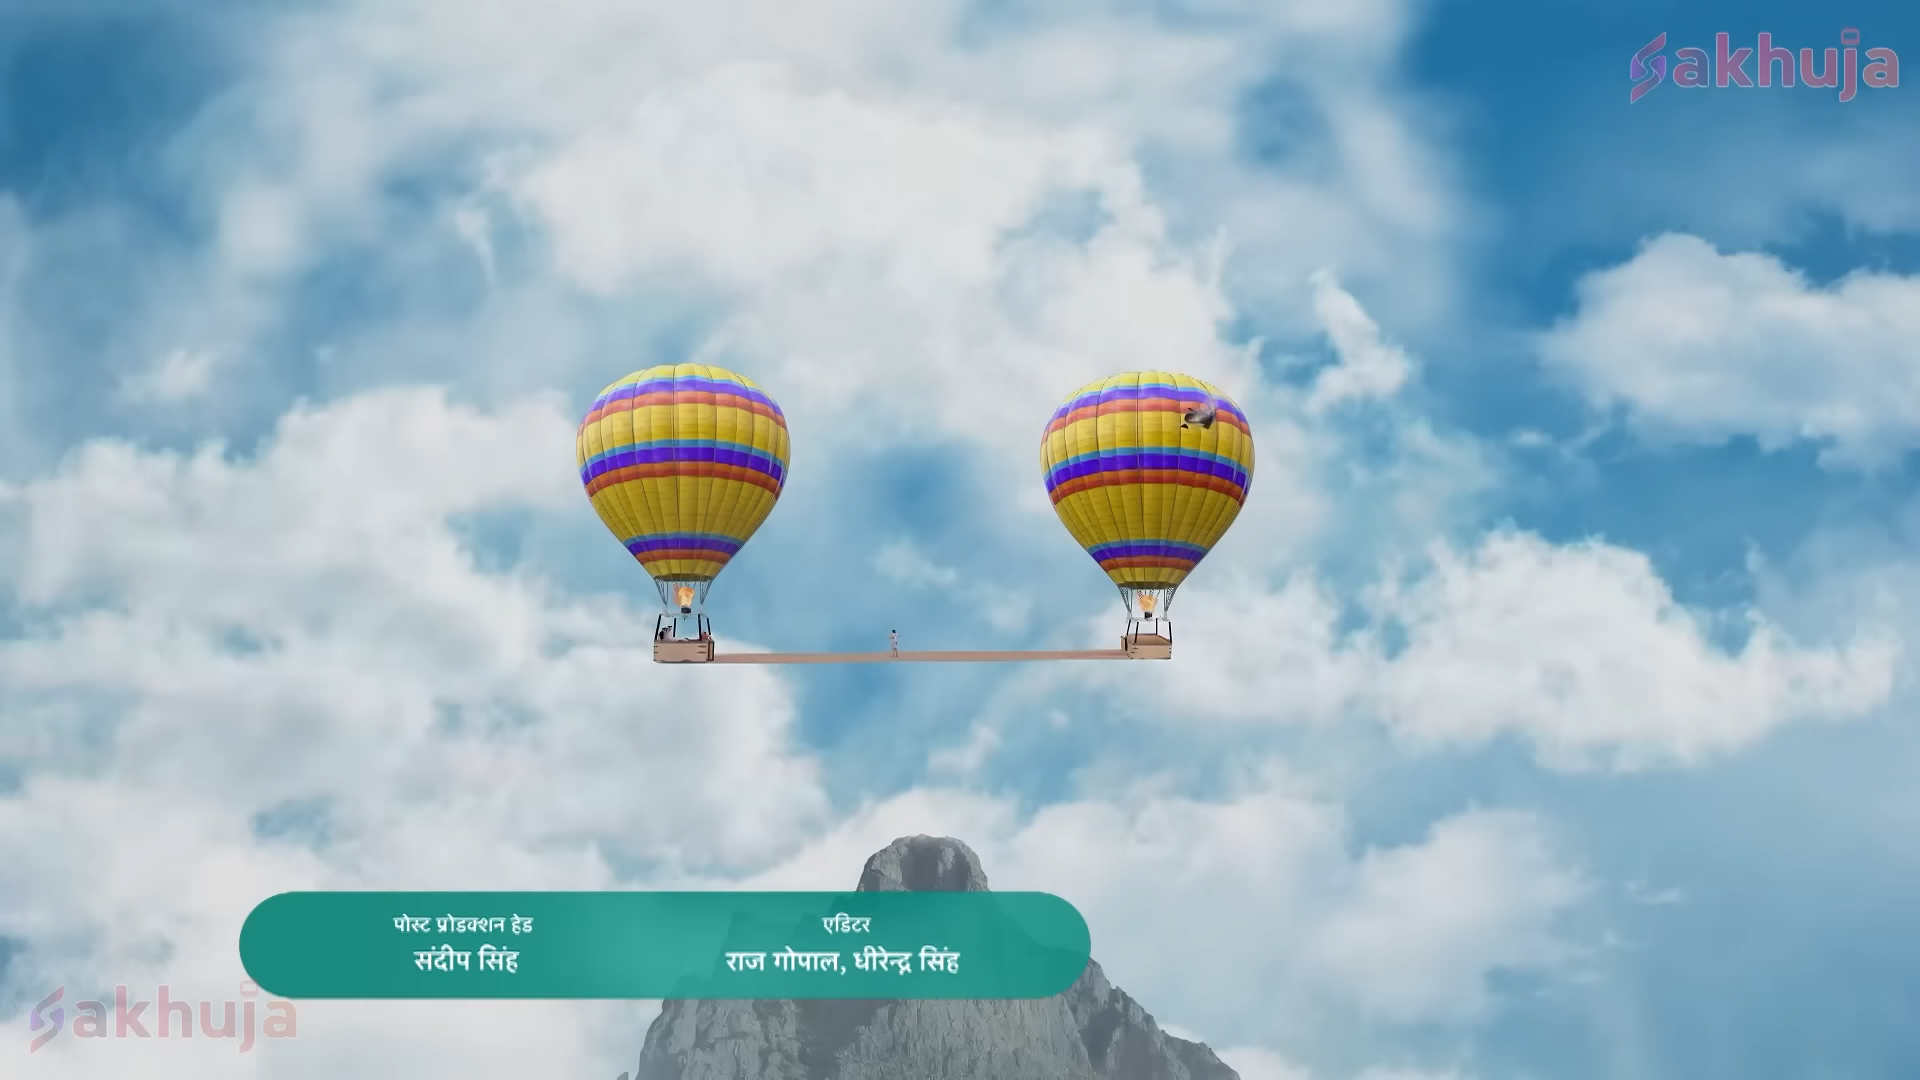 Sakhuja
पोस्ट प्रोडक्शन हेड
संदीप सिंह
एडिटर
राज गोपाल, धीरेन्द्र सिंह
Sakhuja